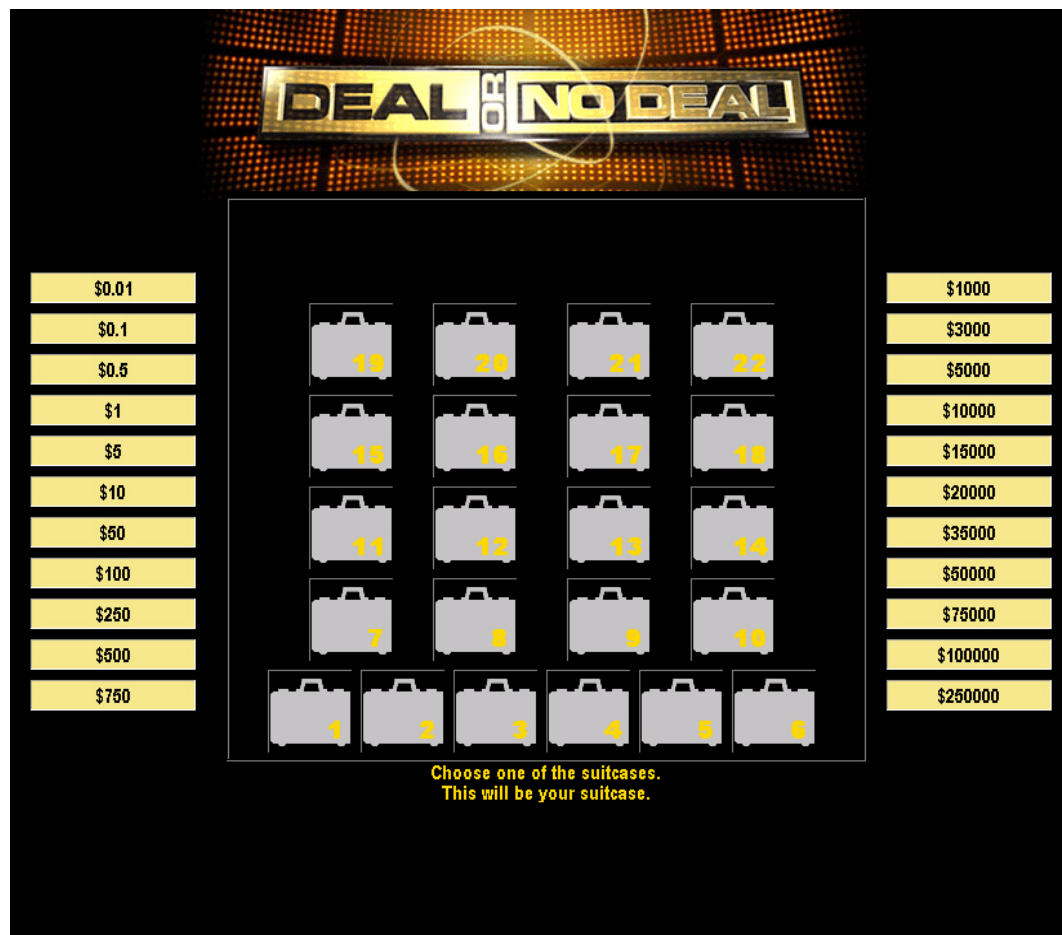 DEAL OR NO DEAL
$0.01
$0.1
$0.5
$1
$5
$10
$50
$100
$250
$500
$750
19 20 21 22
15 16 17 18
11 12 13 14
7 8 9 10
1 2 3 4 5 6
$1000
$3000
$5000
$10000
$15000
$20000
$35000
$50000
$75000
$100000
$250000
Choose one of the suitcases.
This will be your suitcase.